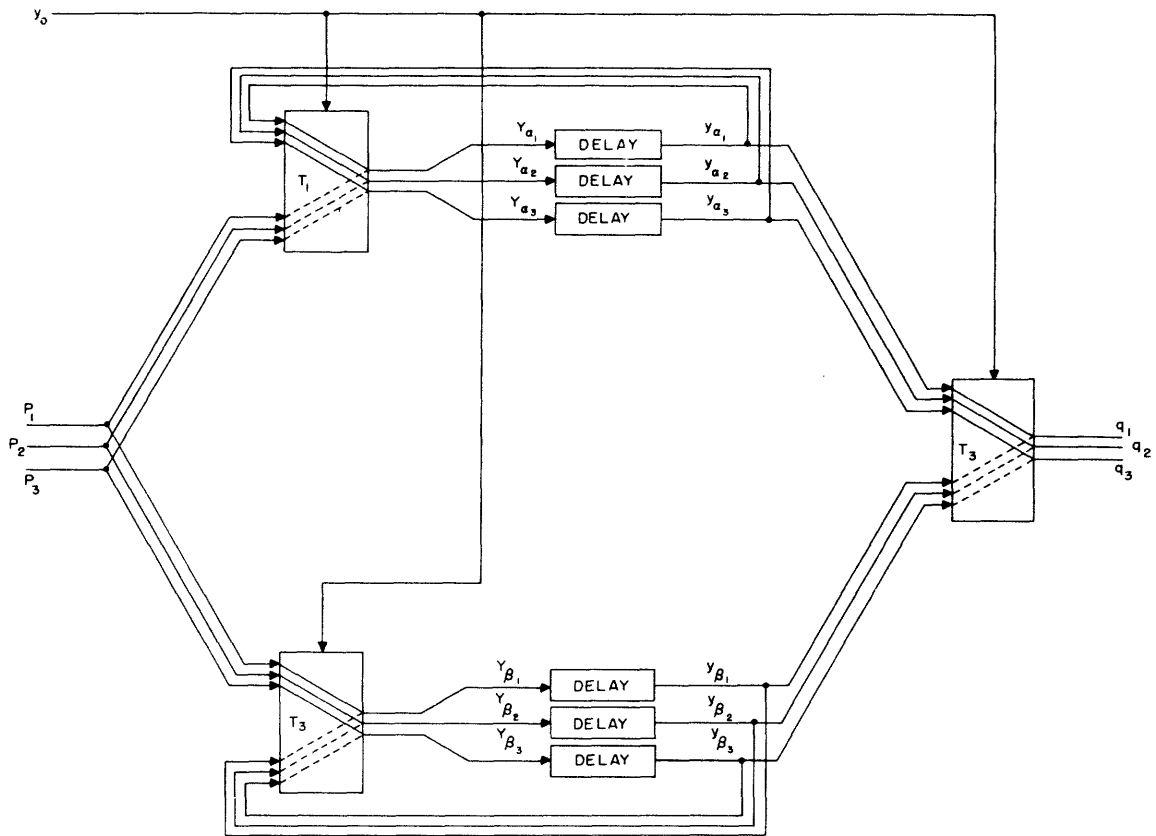 y₀
T₁
Yα₁
DELAY
yα₁
Yα₂
DELAY
yα₂
Yα₃
DELAY
yα₃
P₁
P₂
P₃
T₃
q₁
q₂
q₃
T₃
Yβ₁
DELAY
yβ₁
Yβ₂
DELAY
yβ₂
Yβ₃
DELAY
yβ₃